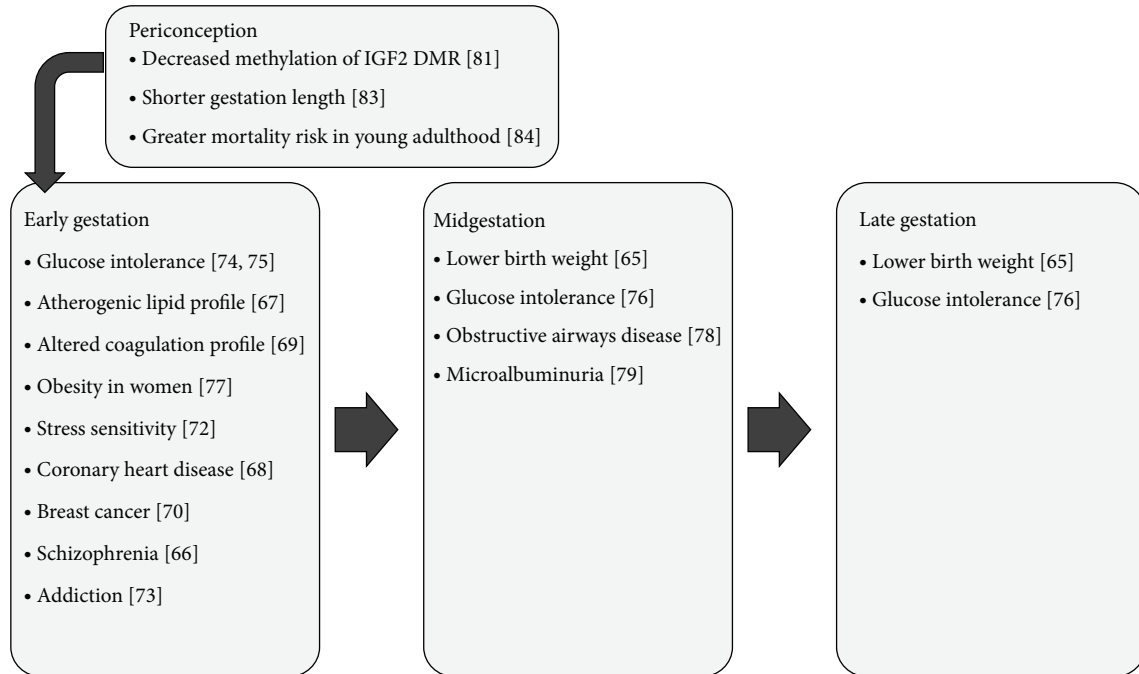 Periconception
• Decreased methylation of IGF2 DMR [81]
• Shorter gestation length [83]
• Greater mortality risk in young adulthood [84]
Early gestation
• Glucose intolerance [74, 75]
• Atherogenic lipid profile [67]
• Altered coagulation profile [69]
• Obesity in women [77]
• Stress sensitivity [72]
• Coronary heart disease [68]
• Breast cancer [70]
• Schizophrenia [66]
• Addiction [73]
Midgestation
• Lower birth weight [65]
• Glucose intolerance [76]
• Obstructive airways disease [78]
• Microalbuminuria [79]
Late gestation
• Lower birth weight [65]
• Glucose intolerance [76]